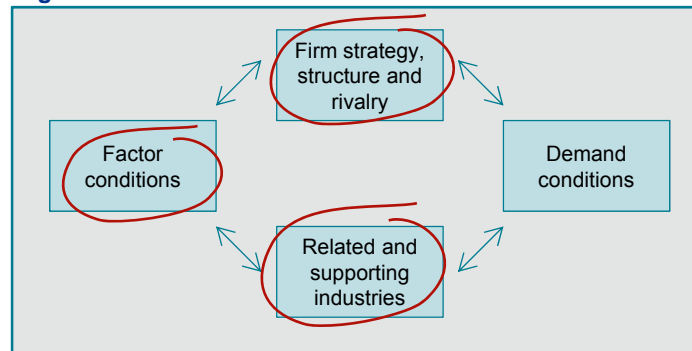 Firm strategy,
structure and
rivalry
Factor
conditions
Demand
conditions
Related and
supporting
industries